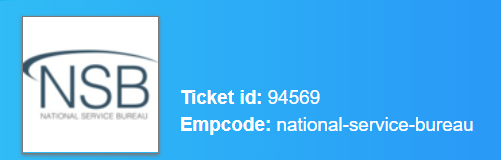 NSB
NATIONAL SERVICE BUREAU
Ticket id: 94569
Empcode: national-service-bureau